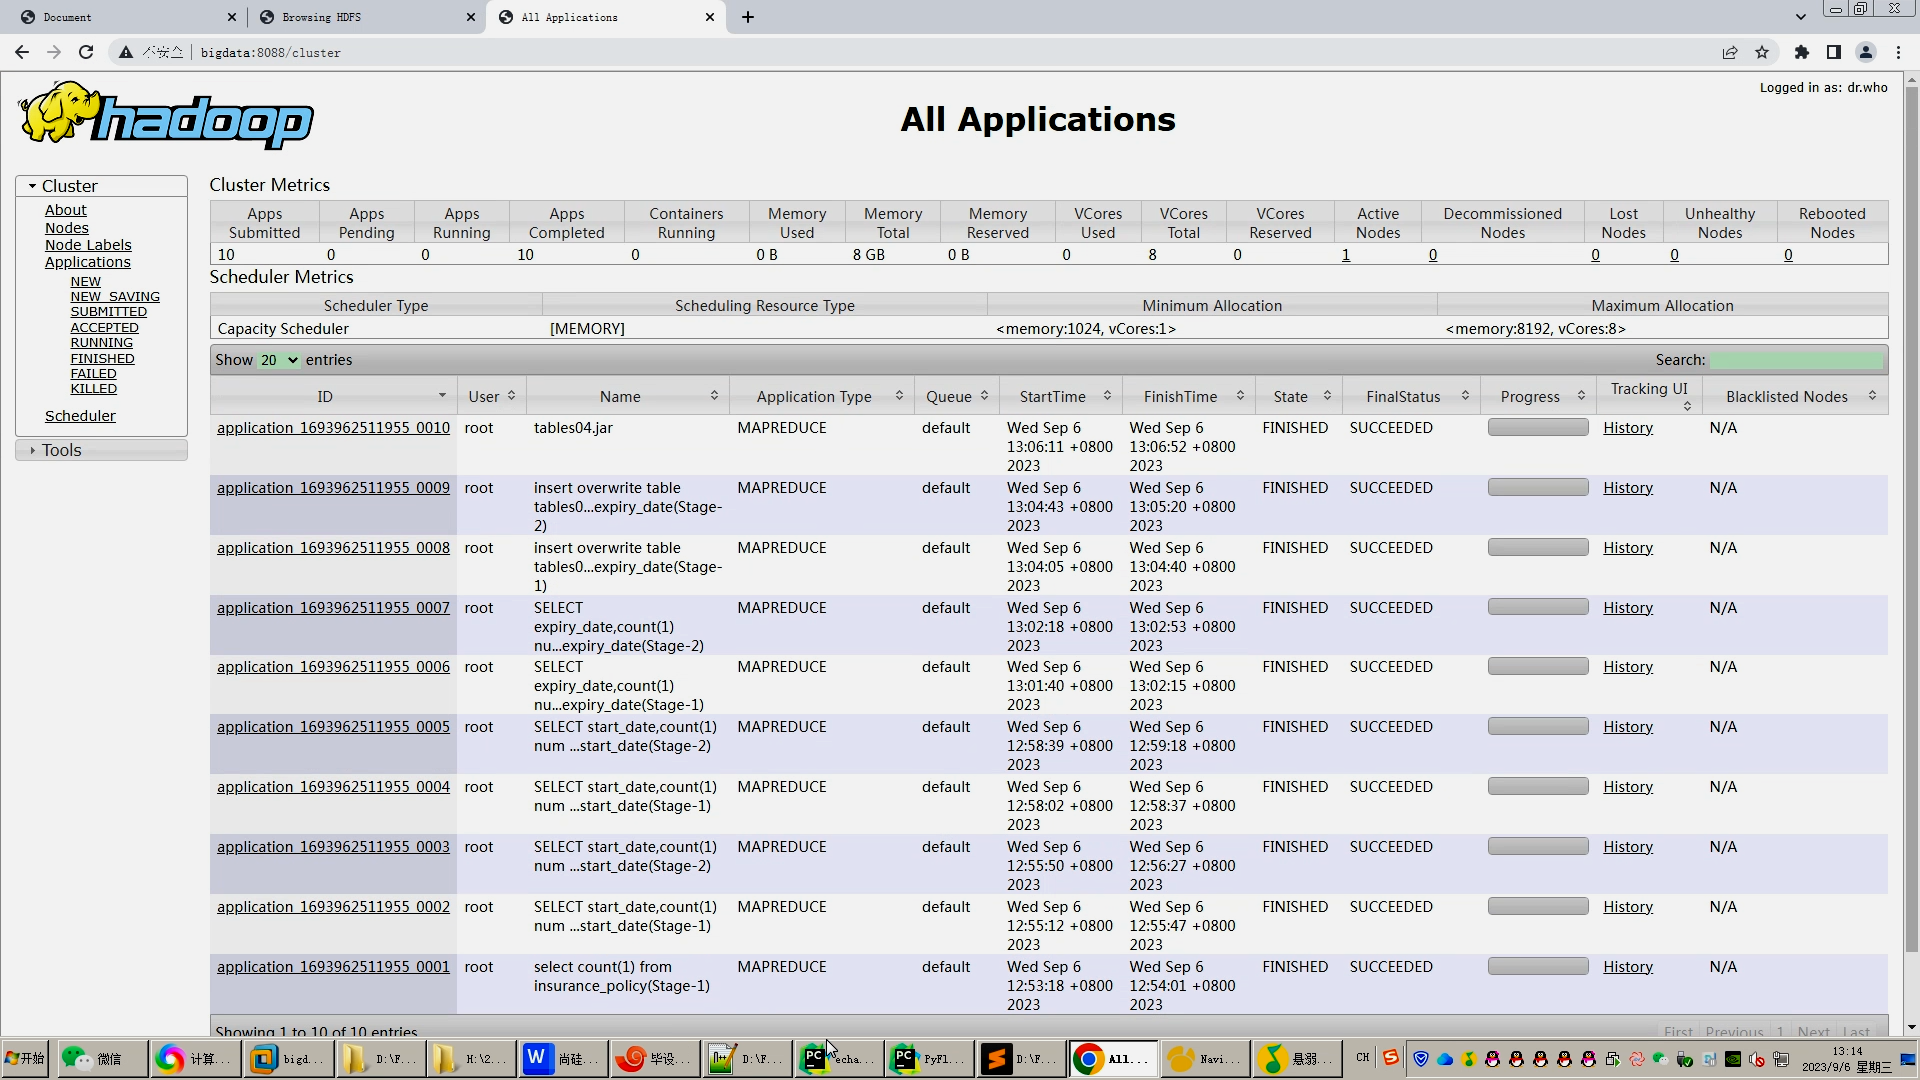 Document
Browsing HDFS
All Applications
不安全 bigdata:8088/cluster
Logged in as: dr.who
hadoop
All Applications
Cluster
About
Nodes
Node Labels
Applications
NEW
NEW_SAVING
SUBMITTED
ACCEPTED
RUNNING
FINISHED
FAILED
KILLED
Scheduler
Tools
Cluster Metrics
Apps Submitted Apps Pending Apps Running Apps Completed Containers Running Memory Used Memory Total Memory Reserved VCores Used VCores Total VCores Reserved Active Nodes Decommissioned Nodes Lost Nodes Unhealthy Nodes Rebooted Nodes
10 0 0 10 0 0 B 8 GB 0 B 0 8 0 1 0 0 0 0
Scheduler Metrics
Scheduler Type Scheduling Resource Type Minimum Allocation Maximum Allocation
Capacity Scheduler [MEMORY] <memory:1024, vCores:1> <memory:8192, vCores:8>
Show 20 entries Search:
ID User Name Application Type Queue StartTime FinishTime State FinalStatus Progress Tracking UI Blacklisted Nodes
application_1693962511955_0010 root tables04.jar MAPREDUCE default Wed Sep 6 Wed Sep 6 FINISHED SUCCEEDED History N/A
13:06:11 +0800 13:06:52 +0800
2023 2023
application_1693962511955_0009 root insert overwrite table MAPREDUCE default Wed Sep 6 Wed Sep 6 FINISHED SUCCEEDED History N/A
tables0...expiry_date(Stage- 13:04:43 +0800 13:05:20 +0800
2) 2023 2023
application_1693962511955_0008 root insert overwrite table MAPREDUCE default Wed Sep 6 Wed Sep 6 FINISHED SUCCEEDED History N/A
tables0...expiry_date(Stage- 13:04:05 +0800 13:04:40 +0800
1) 2023 2023
application_1693962511955_0007 root SELECT MAPREDUCE default Wed Sep 6 Wed Sep 6 FINISHED SUCCEEDED History N/A
expiry_date,count(1) 13:02:18 +0800 13:02:53 +0800
nu...expiry_date(Stage-2) 2023 2023
application_1693962511955_0006 root SELECT MAPREDUCE default Wed Sep 6 Wed Sep 6 FINISHED SUCCEEDED History N/A
expiry_date,count(1) 13:01:40 +0800 13:02:15 +0800
nu...expiry_date(Stage-1) 2023 2023
application_1693962511955_0005 root SELECT start_date,count(1) MAPREDUCE default Wed Sep 6 Wed Sep 6 FINISHED SUCCEEDED History N/A
num ...start_date(Stage-2) 12:58:39 +0800 12:59:18 +0800
2023 2023
application_1693962511955_0004 root SELECT start_date,count(1) MAPREDUCE default Wed Sep 6 Wed Sep 6 FINISHED SUCCEEDED History N/A
num ...start_date(Stage-1) 12:58:02 +0800 12:58:37 +0800
2023 2023
application_1693962511955_0003 root SELECT start_date,count(1) MAPREDUCE default Wed Sep 6 Wed Sep 6 FINISHED SUCCEEDED History N/A
num ...start_date(Stage-2) 12:55:50 +0800 12:56:27 +0800
2023 2023
application_1693962511955_0002 root SELECT start_date,count(1) MAPREDUCE default Wed Sep 6 Wed Sep 6 FINISHED SUCCEEDED History N/A
num ...start_date(Stage-1) 12:55:12 +0800 12:55:47 +0800
2023 2023
application_1693962511955_0001 root select count(1) from MAPREDUCE default Wed Sep 6 Wed Sep 6 FINISHED SUCCEEDED History N/A
insurance_policy(Stage-1) 12:53:18 +0800 12:54:01 +0800
2023 2023
Showing 1 to 10 of 10 entries First Previous 1 Next Last
开始 微信 计算... bigd... D:\F... H:\2... 尚硅... 毕设... D:\F... echa... PyFl... D:\F... All... Navi... 悬弱... CH 13:14
2023/9/6 星期三